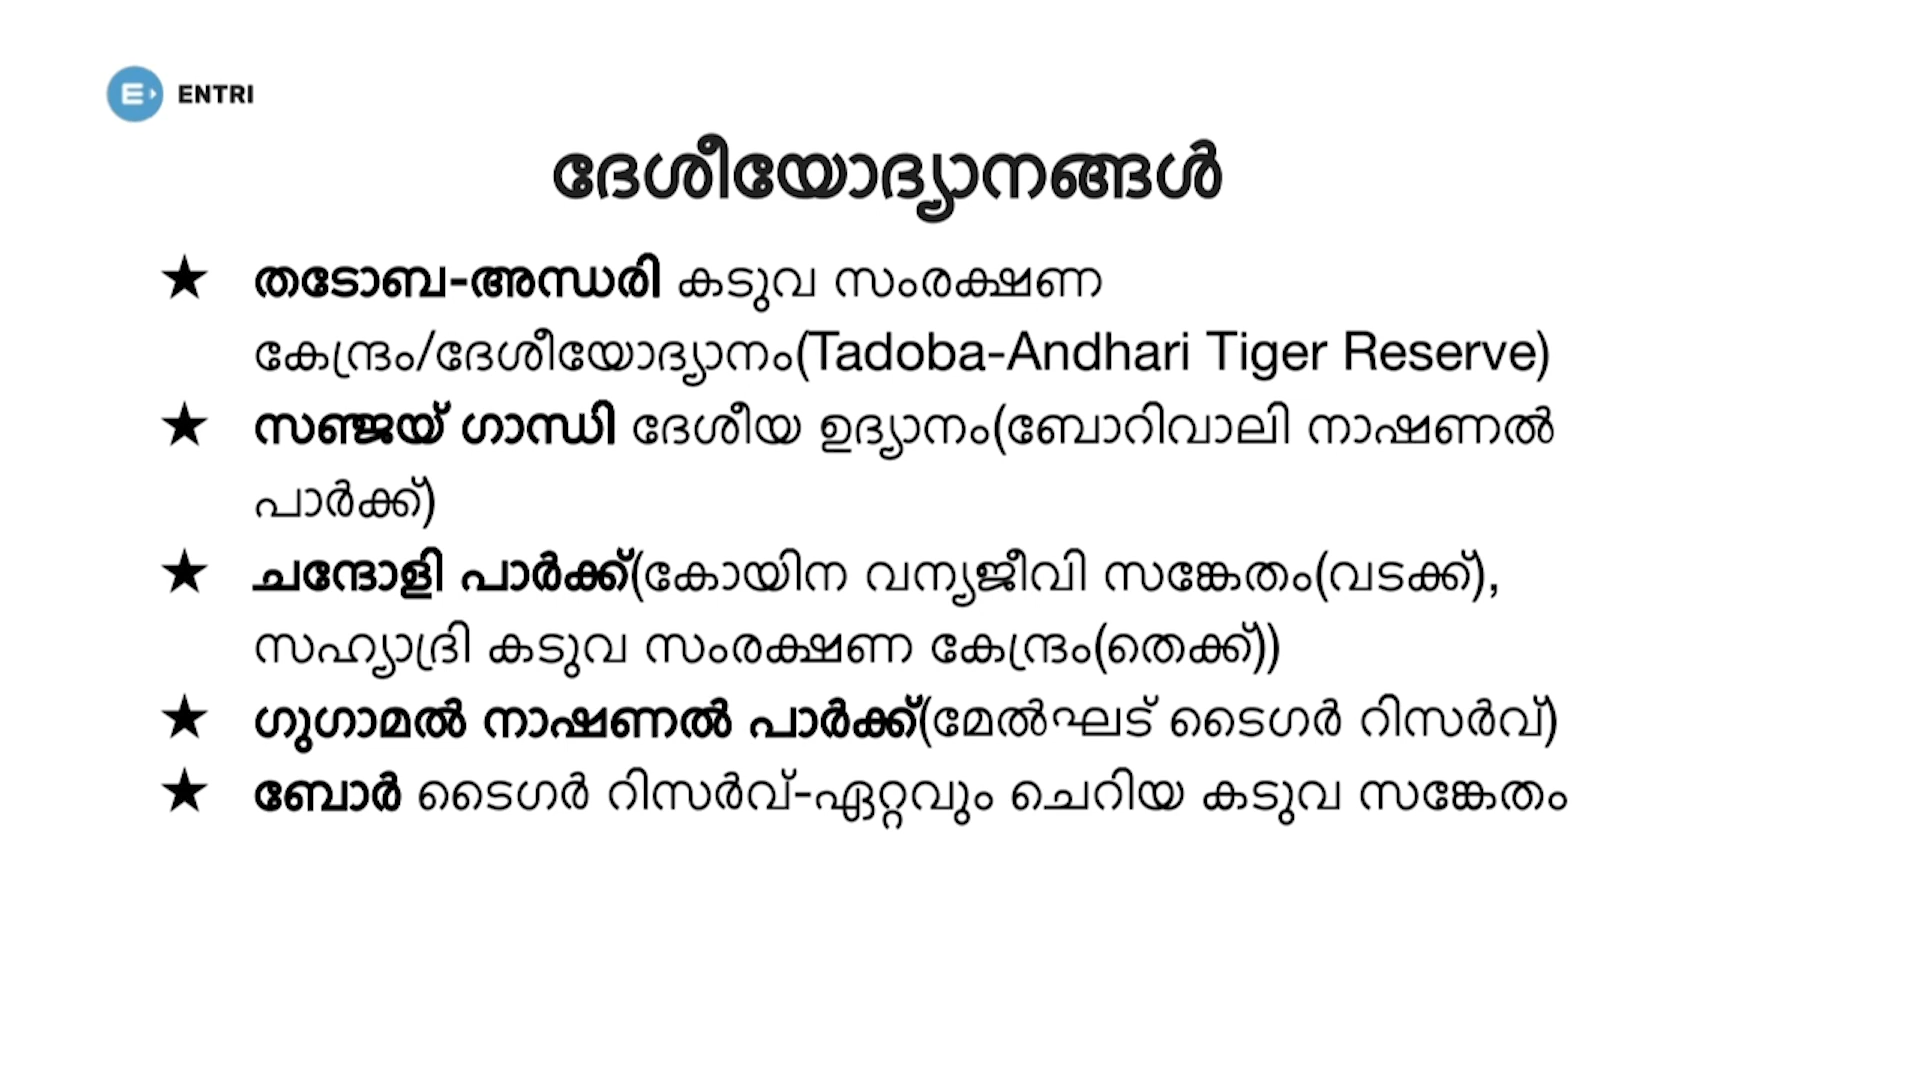 ENTRI
ദേശീയോദ്യാനങ്ങൾ
★ തടോബ-അന്ധരി കടുവ സംരക്ഷണ
കേന്ദ്രം/ദേശീയോദ്യാനം(Tadoba-Andhari Tiger Reserve)
★ സഞ്ജയ് ഗാന്ധി ദേശീയ ഉദ്യാനം(ബോറിവാലി നാഷണൽ
പാർക്ക്)
★ ചന്ദോളി പാർക്ക്(കോയിന വന്യജീവി സങ്കേതം(വടക്ക്),
സഹ്യാദ്രി കടുവ സംരക്ഷണ കേന്ദ്രം(തെക്ക്))
★ ഗുഗാമൽ നാഷണൽ പാർക്ക്(മേൽഘട് ടൈഗർ റിസർവ്)
★ ബോർ ടൈഗർ റിസർവ്-ഏറ്റവും ചെറിയ കടുവ സങ്കേതം